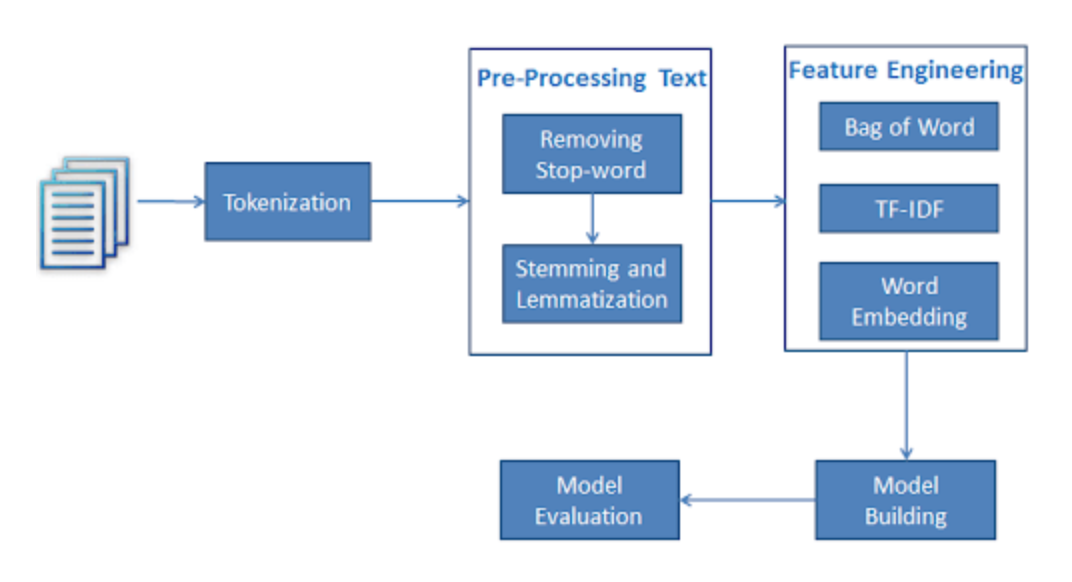 Tokenization
Pre-Processing Text
Removing
Stop-word
Stemming and
Lemmatization
Feature Engineering
Bag of Word
TF-IDF
Word
Embedding
Model
Building
Model
Evaluation